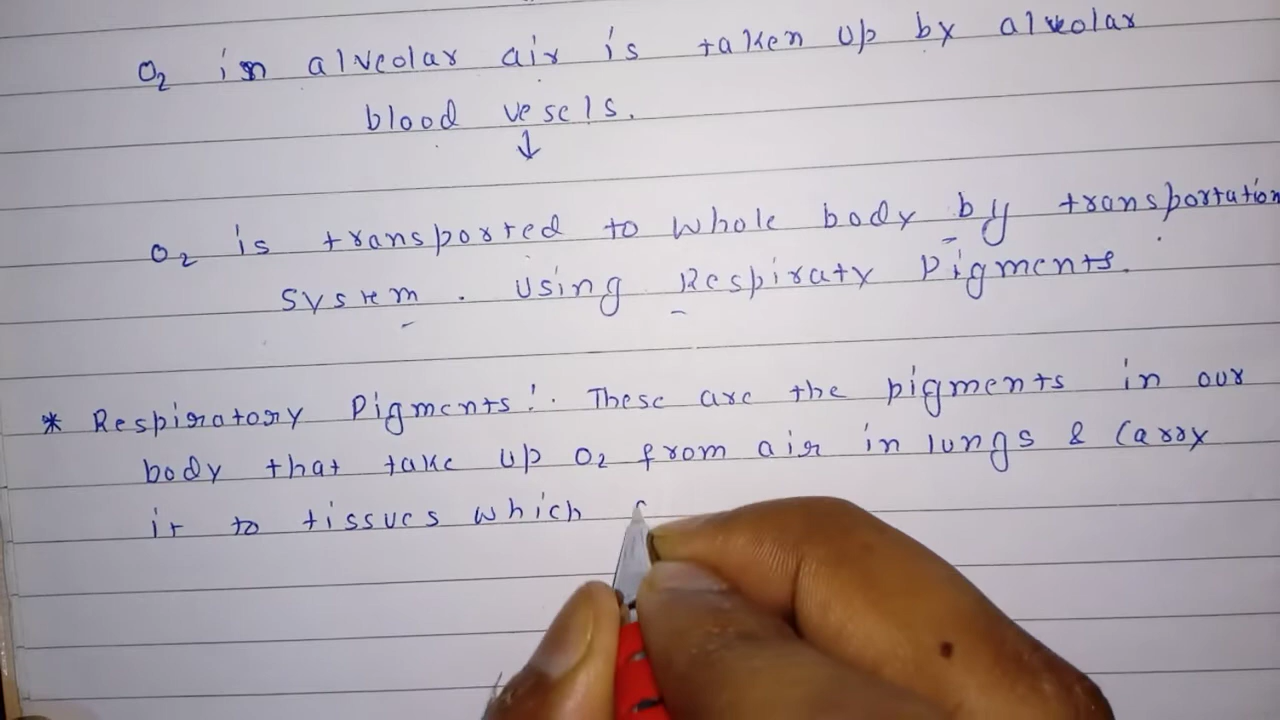 O₂ in alveolar air is taken up by alveolar
blood vesels.
↓
O₂ is transported to whole body by transportation
system. Using Respiraty Pigments.
* Respiratory Pigments:. These are the pigments in our
body that take up O₂ from air in lungs & Carry
it to tissues which